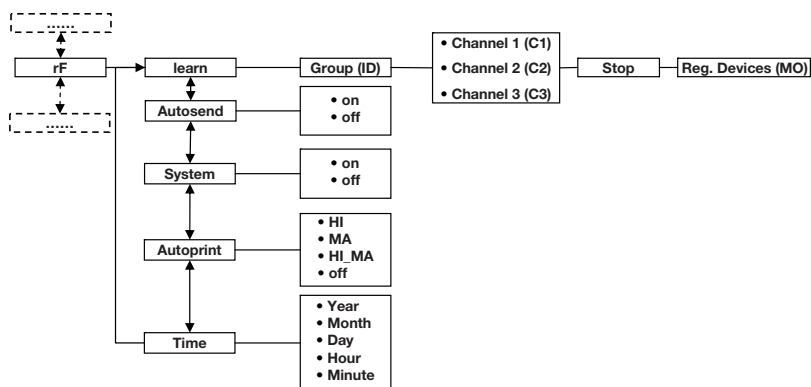 ......
rF
......
learn
Group (ID)
• Channel 1 (C1)
• Channel 2 (C2)
• Channel 3 (C3)
Stop
Reg. Devices (MO)
Autosend
• on
• off
System
• on
• off
Autoprint
• HI
• MA
• HI_MA
• off
Time
• Year
• Month
• Day
• Hour
• Minute